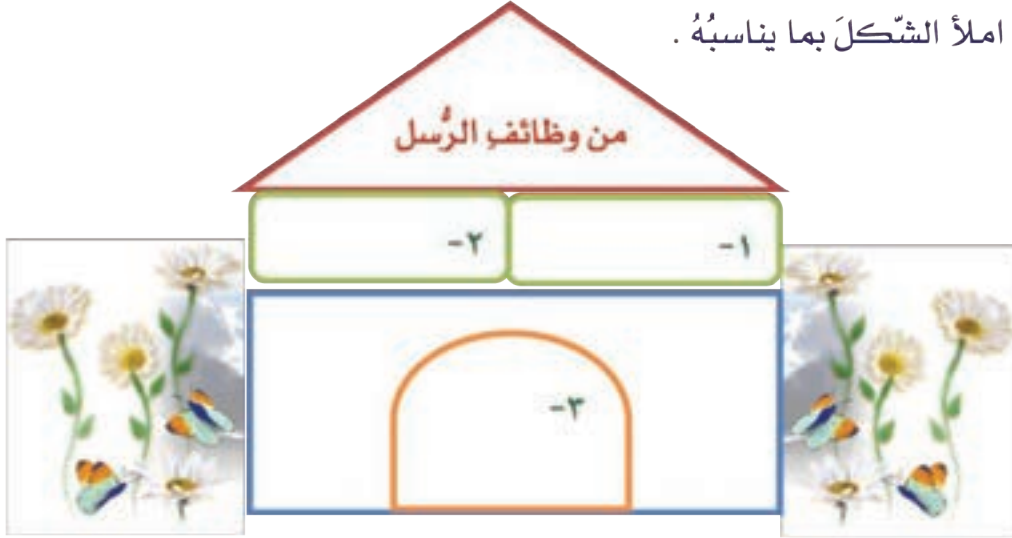 املأ الشّكلَ بما يناسبُهُ .
من وظائفِ الرُّسل
١-
٢-
٣-